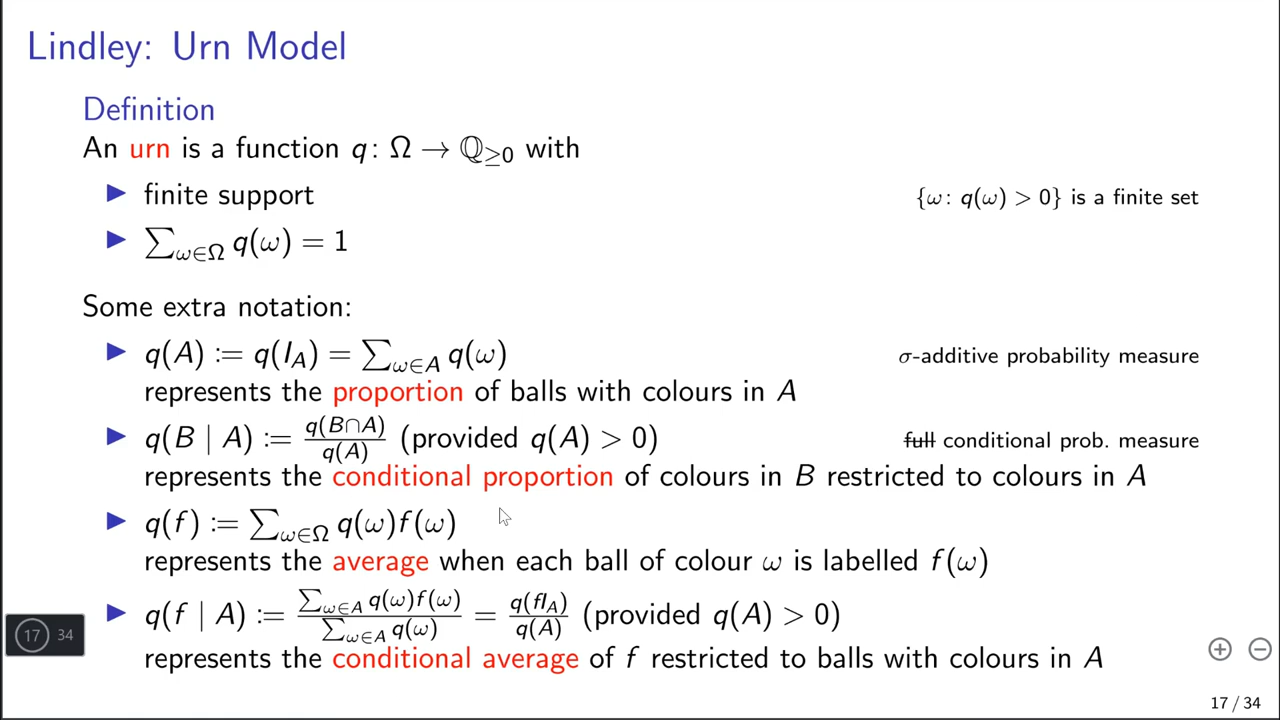 Lindley: Urn Model
Definition
An urn is a function q: Ω → ℚ≥0 with
▶ finite support {ω: q(ω) > 0} is a finite set
▶ ∑ω∈Ω q(ω) = 1
Some extra notation:
▶ q(A) := q(I_A) = ∑ω∈A q(ω) σ-additive probability measure
represents the proportion of balls with colours in A
▶ q(B | A) := q(B∩A)/q(A) (provided q(A) > 0) full conditional prob. measure
represents the conditional proportion of colours in B restricted to colours in A
▶ q(f) := ∑ω∈Ω q(ω)f(ω)
represents the average when each ball of colour ω is labelled f(ω)
▶ q(f | A) := ∑ω∈A q(ω)f(ω)/∑ω∈A q(ω) = q(fI_A)/q(A) (provided q(A) > 0)
represents the conditional average of f restricted to balls with colours in A
17 34
17 / 34